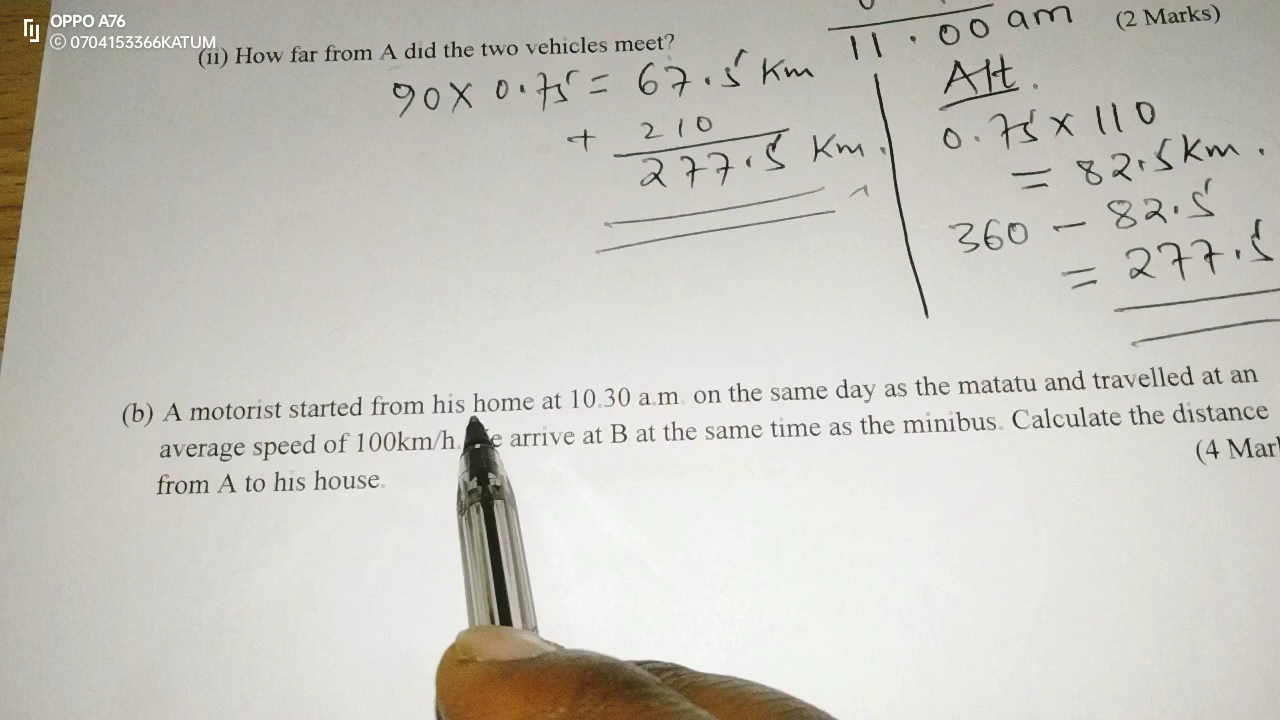 OPPO A76
© 0704153366KATUM
11.00 am
(2 Marks)
(ii) How far from A did the two vehicles meet?
90 x 0.75 = 67.5 Km
+ 210
277.5 Km.
Alt.
0.75 x 110
= 82.5 Km.
360 - 82.5
= 277.5
(b) A motorist started from his home at 10.30 a.m. on the same day as the matatu and travelled at an
average speed of 100km/h. arrive at B at the same time as the minibus. Calculate the distance
from A to his house.
(4 Mar